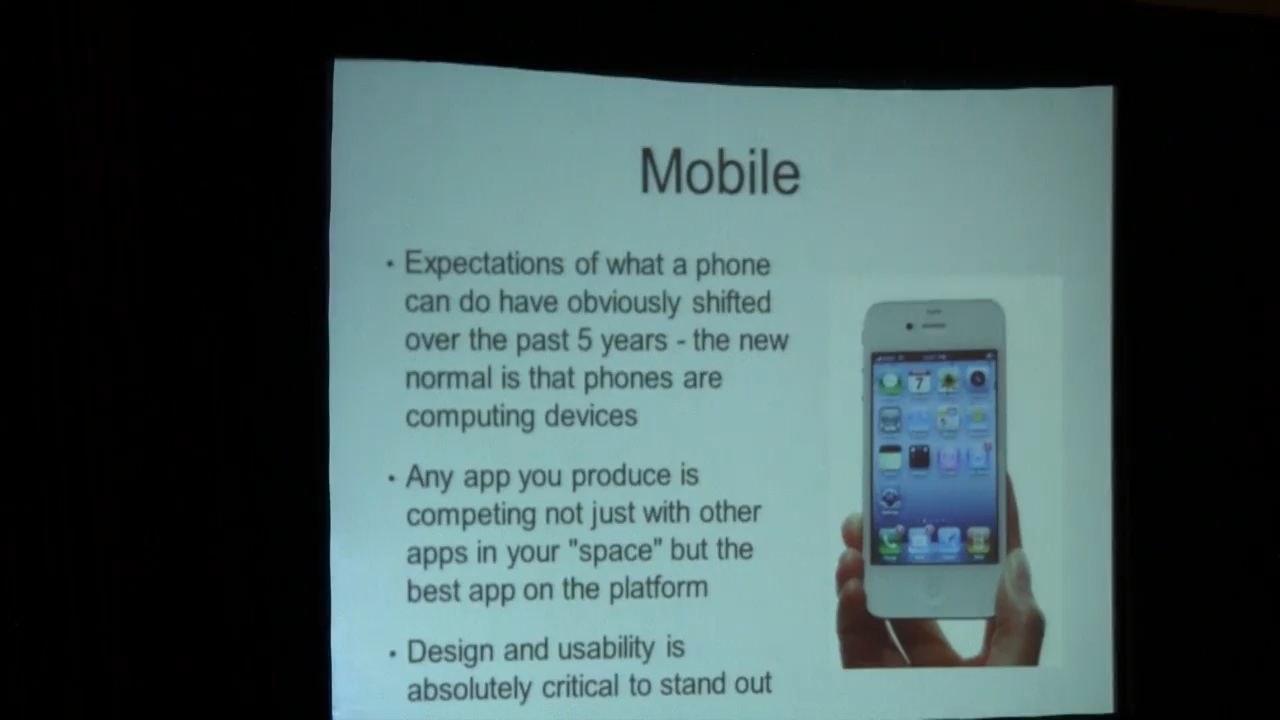 Mobile
• Expectations of what a phone
can do have obviously shifted
over the past 5 years - the new
normal is that phones are
computing devices
• Any app you produce is
competing not just with other
apps in your "space" but the
best app on the platform
• Design and usability is
absolutely critical to stand out
7